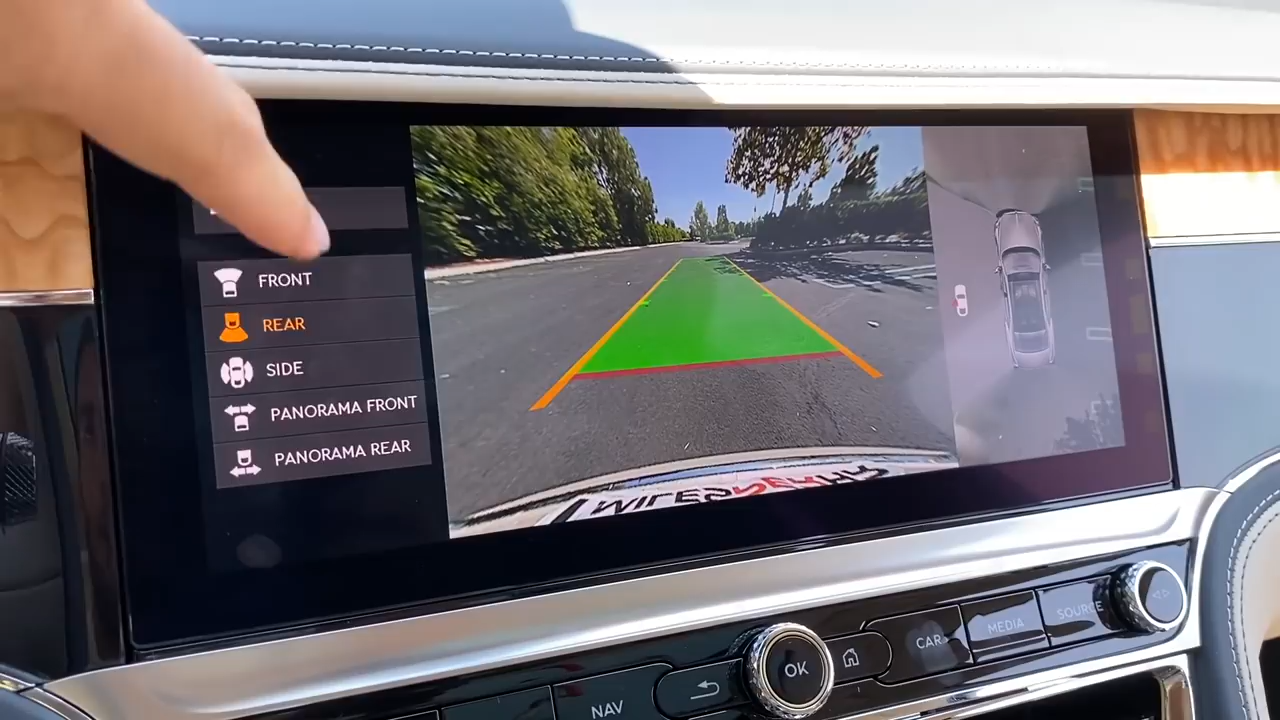 FRONT
REAR
SIDE
PANORAMA FRONT
PANORAMA REAR
OK
NAV
CAR
MEDIA
SOURCE